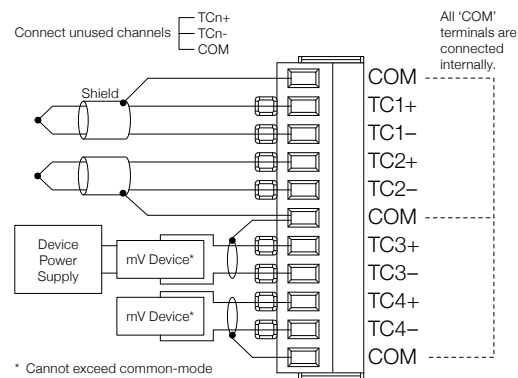 Connect unused channels
TCn+
TCn-
COM
All ‘COM’
terminals are
connected
internally.
Shield
COM
TC1+
TC1–
TC2+
TC2–
COM
TC3+
TC3–
TC4+
TC4–
COM
Device
Power
Supply
mV Device*
mV Device*
* Cannot exceed common-mode